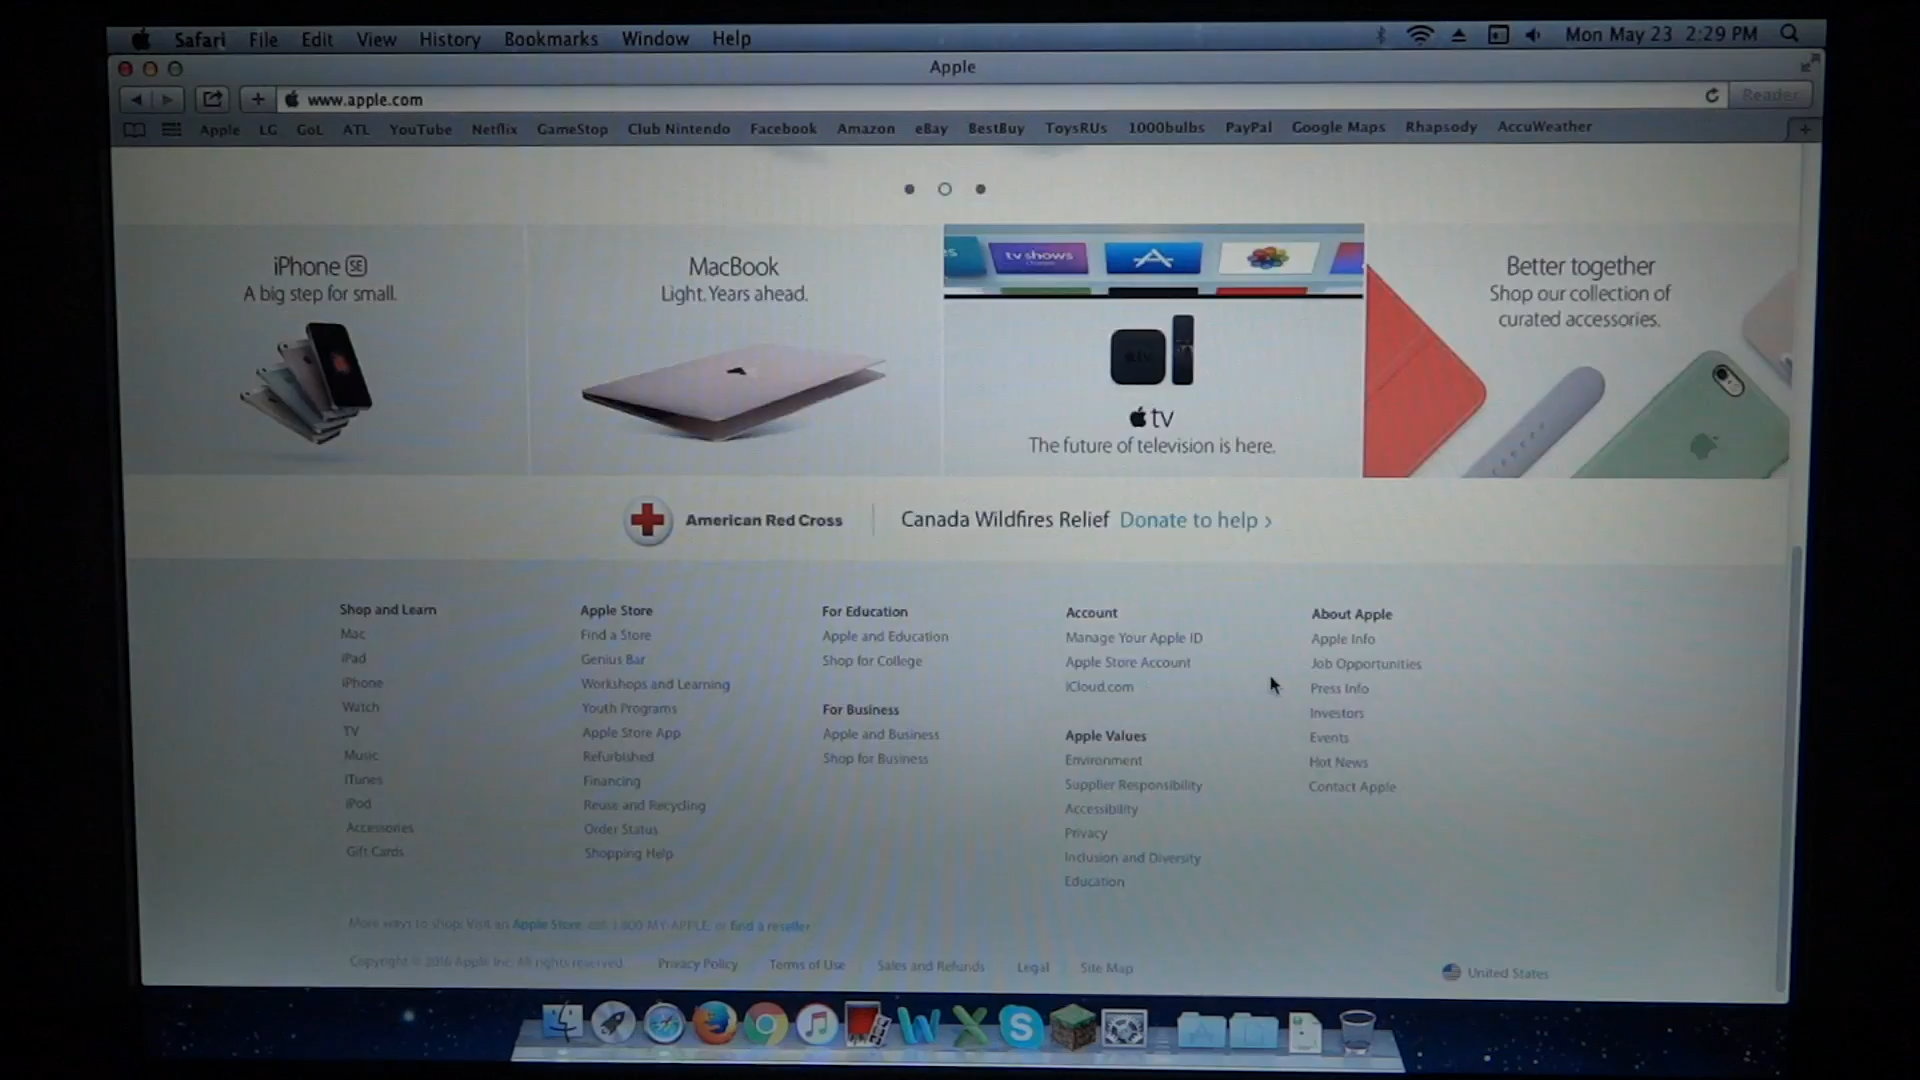 Safari File Edit View History Bookmarks Window Help
Mon May 23 2:29 PM
Apple
www.apple.com
Reader
Apple LG GoL ATL YouTube Netflix GameStop Club Nintendo Facebook Amazon eBay BestBuy ToysRUs 1000bulbs PayPal Google Maps Rhapsody AccuWeather
iPhone SE
A big step for small.
MacBook
Light. Years ahead.
tv shows
tv
The future of television is here.
Better together
Shop our collection of
curated accessories.
American Red Cross
Canada Wildfires Relief Donate to help ›
Shop and Learn
Mac
iPad
iPhone
Watch
TV
Music
iTunes
iPod
Accessories
Gift Cards
Apple Store
Find a Store
Genius Bar
Workshops and Learning
Youth Programs
Apple Store App
Refurbished
Financing
Reuse and Recycling
Order Status
Shopping Help
For Education
Apple and Education
Shop for College
For Business
Apple and Business
Shop for Business
Account
Manage Your Apple ID
Apple Store Account
iCloud.com
Apple Values
Environment
Supplier Responsibility
Accessibility
Privacy
Inclusion and Diversity
Education
About Apple
Apple Info
Job Opportunities
Press Info
Investors
Events
Hot News
Contact Apple
More ways to shop: Visit an Apple Store, call 1-800-MY-APPLE, or find a reseller
Copyright © 2016 Apple Inc. All rights reserved. Privacy Policy Terms of Use Sales and Refunds Legal Site Map
United States